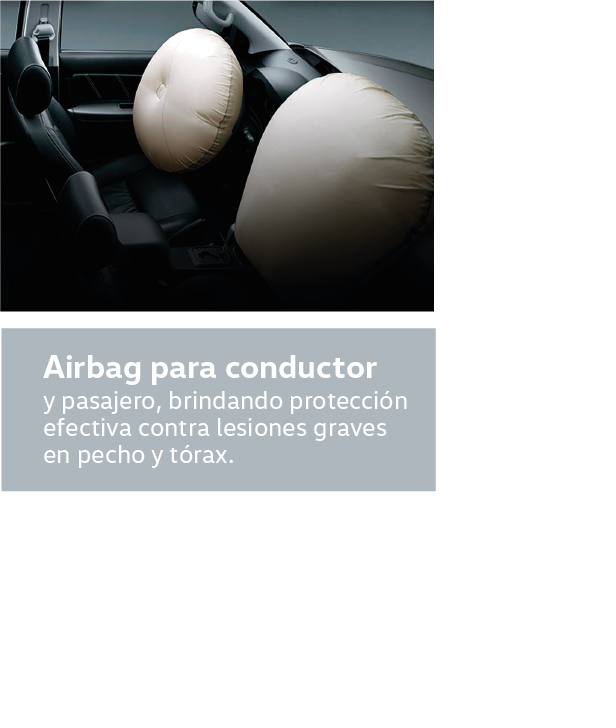 Airbag para conductor
y pasajero, brindando protección
efectiva contra lesiones graves
en pecho y tórax.